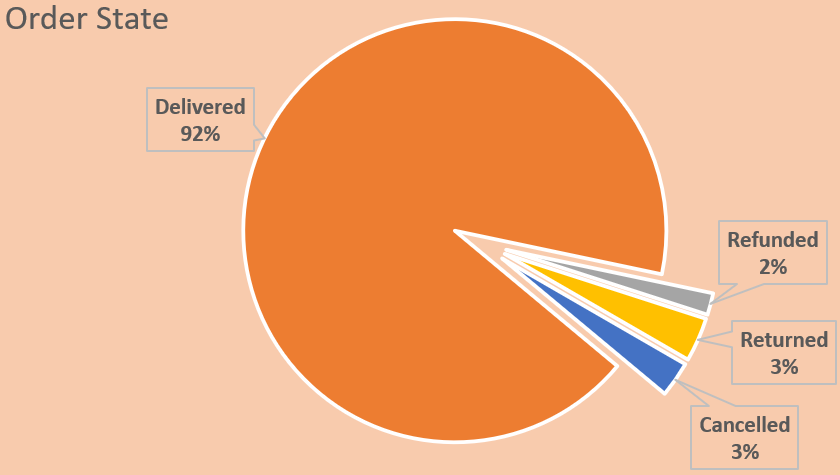 Order State
Delivered
92%
Refunded
2%
Returned
3%
Cancelled
3%